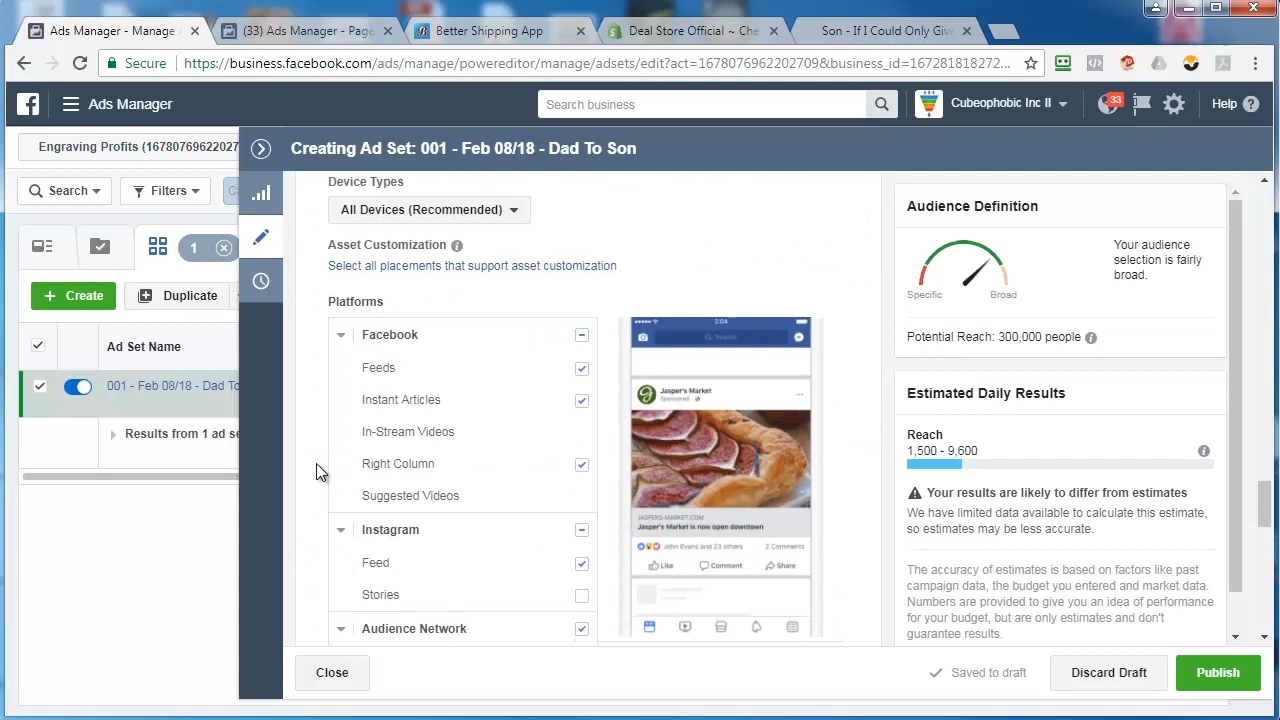 Ads Manager - Manage
(33) Ads Manager - Page
Better Shipping App
Deal Store Official ~ Che
Son - If I Could Only Give
Secure
https://business.facebook.com/ads/manage/powereditor/manage/adsets/edit?act=1678076962202709&business_id=167281818272...
Ads Manager
Search business
Cubeophobic Inc II
33
Help
Engraving Profits (16780769622027
Creating Ad Set: 001 - Feb 08/18 - Dad To Son
Search
Filters
1
Create
Duplicate
Ad Set Name
001 - Feb 08/18 - Dad To
Results from 1 ad se
Device Types
All Devices (Recommended)
Asset Customization
Select all placements that support asset customization
Platforms
Facebook
Feeds
Instant Articles
In-Stream Videos
Right Column
Suggested Videos
Instagram
Feed
Stories
Audience Network
2:04
Search
Jasper's Market
Sponsored
JASPERS-MARKET.COM
Jasper's Market is now open downtown
John Evans and 23 others
2 Comments
Like
Comment
Share
Audience Definition
Specific
Broad
Your audience
selection is fairly
broad.
Potential Reach: 300,000 people
Estimated Daily Results
Reach
1,500 - 9,600
Your results are likely to differ from estimates
We have limited data available to calculate this estimate,
so estimates may be less accurate.
The accuracy of estimates is based on factors like past
campaign data, the budget you entered and market data.
Numbers are provided to give you an idea of performance
for your budget, but are only estimates and don't
guarantee results.
Close
Saved to draft
Discard Draft
Publish